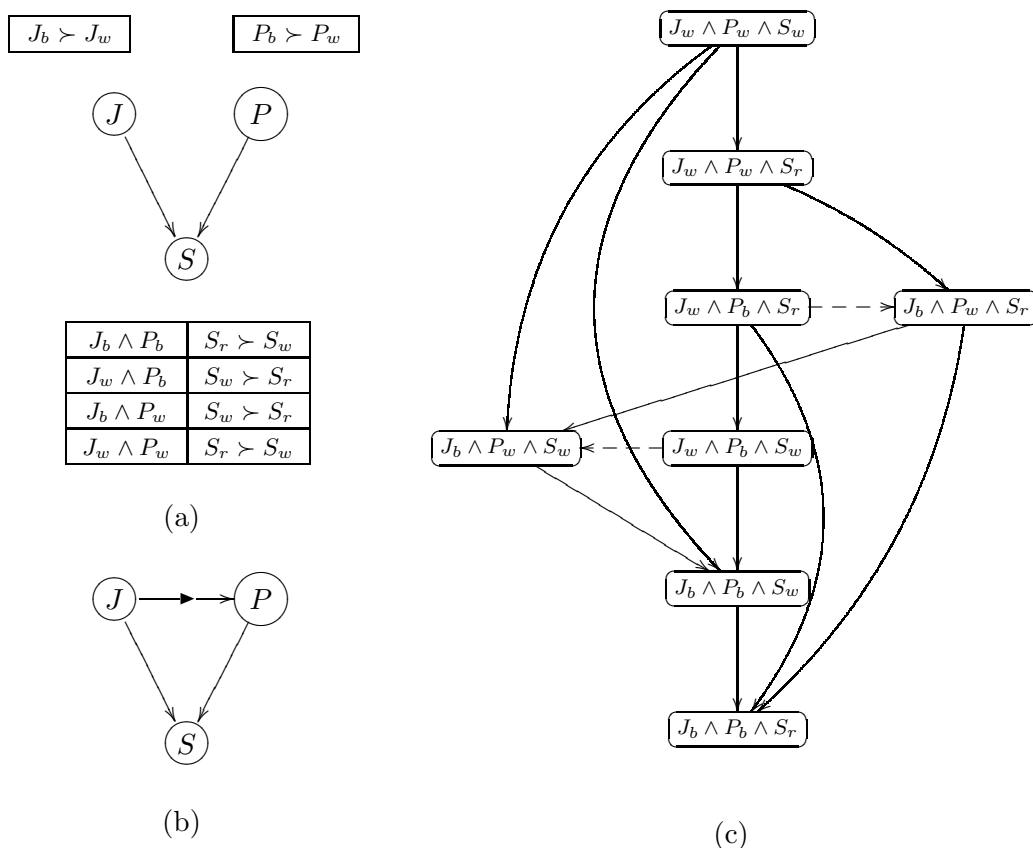 J_b ≻ J_w
P_b ≻ P_w
J
P
S
J_b ∧ P_b S_r ≻ S_w
J_w ∧ P_b S_w ≻ S_r
J_b ∧ P_w S_w ≻ S_r
J_w ∧ P_w S_r ≻ S_w
(a)
J
P
S
(b)
J_w ∧ P_w ∧ S_w
J_w ∧ P_w ∧ S_r
J_w ∧ P_b ∧ S_r
J_b ∧ P_w ∧ S_r
J_b ∧ P_w ∧ S_w
J_w ∧ P_b ∧ S_w
J_b ∧ P_b ∧ S_w
J_b ∧ P_b ∧ S_r
(c)